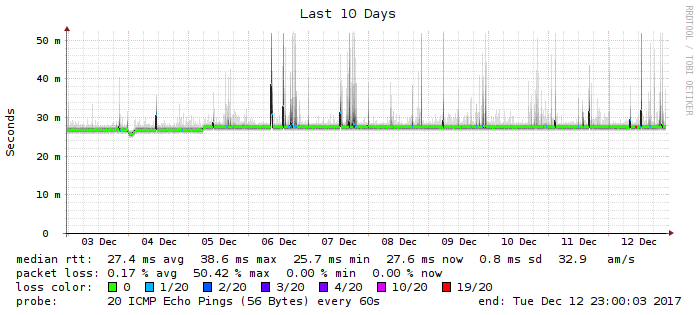 Last 10 Days
RRDTOOL / TOBI OETIKER
Seconds
50 m
40 m
30 m
20 m
10 m
0
03 Dec 04 Dec 05 Dec 06 Dec 07 Dec 08 Dec 09 Dec 10 Dec 11 Dec 12 Dec
median rtt: 27.4 ms avg 38.6 ms max 25.7 ms min 27.6 ms now 0.8 ms sd 32.9 am/s
packet loss: 0.17 % avg 50.42 % max 0.00 % min 0.00 % now
loss color: 0 1/20 2/20 3/20 4/20 10/20 19/20
probe: 20 ICMP Echo Pings (56 Bytes) every 60s end: Tue Dec 12 23:00:03 2017